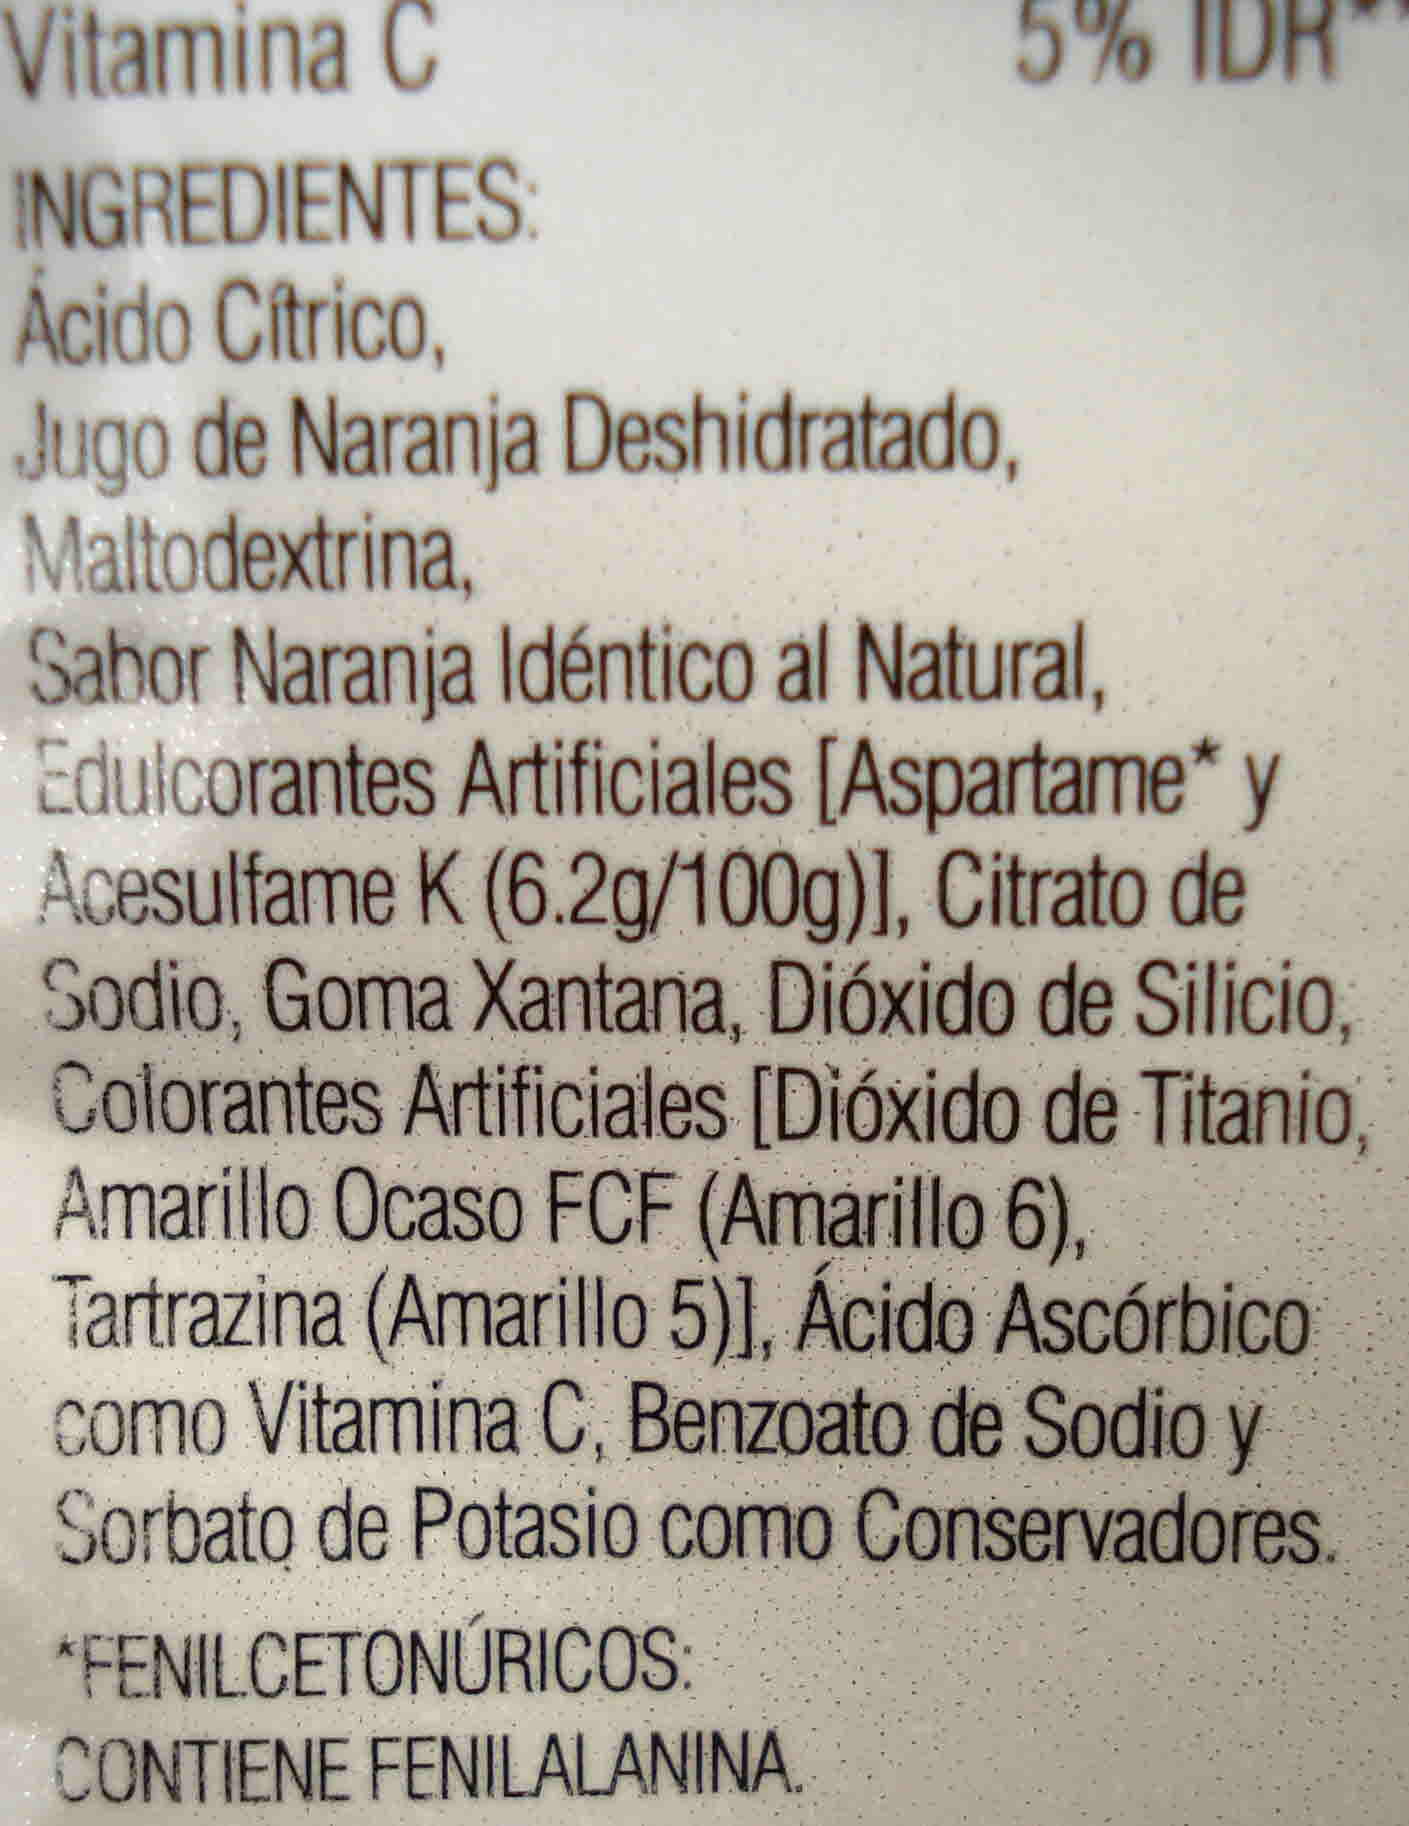 Vitamina C 5% IDR**
INGREDIENTES:
Ácido Cítrico,
Jugo de Naranja Deshidratado,
Maltodextrina,
Sabor Naranja Idéntico al Natural,
Edulcorantes Artificiales [Aspartame* y
Acesulfame K (6.2g/100g)], Citrato de
Sodio, Goma Xantana, Dióxido de Silicio,
Colorantes Artificiales [Dióxido de Titanio,
Amarillo Ocaso FCF (Amarillo 6),
Tartrazina (Amarillo 5)], Ácido Ascórbico
como Vitamina C, Benzoato de Sodio y
Sorbato de Potasio como Conservadores.
*FENILCETONÚRICOS:
CONTIENE FENILALANINA.